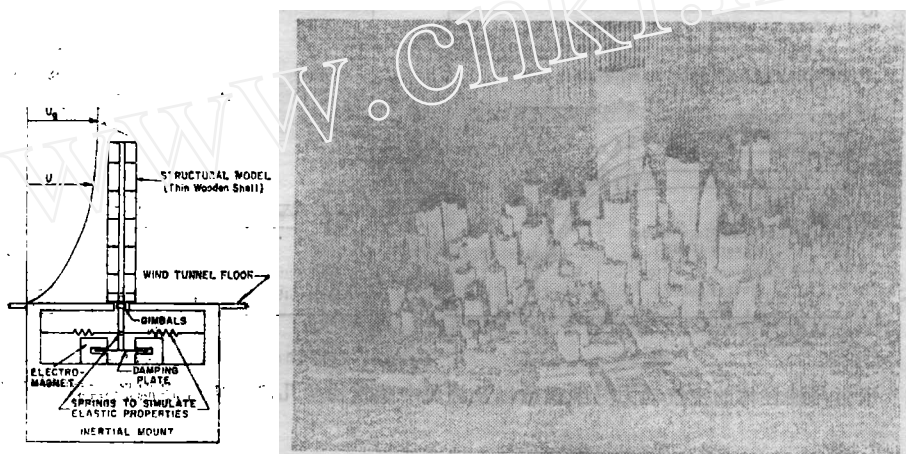 www.cnki.
Ug
U
STRUCTURAL MODEL
(Thin Wooden Shell)
WIND TUNNEL FLOOR
GIMBALS
ELECTRO-
MAGNET
DAMPING
PLATE
SPRINGS TO SIMULATE
ELASTIC PROPERTIES
INERTIAL MOUNT